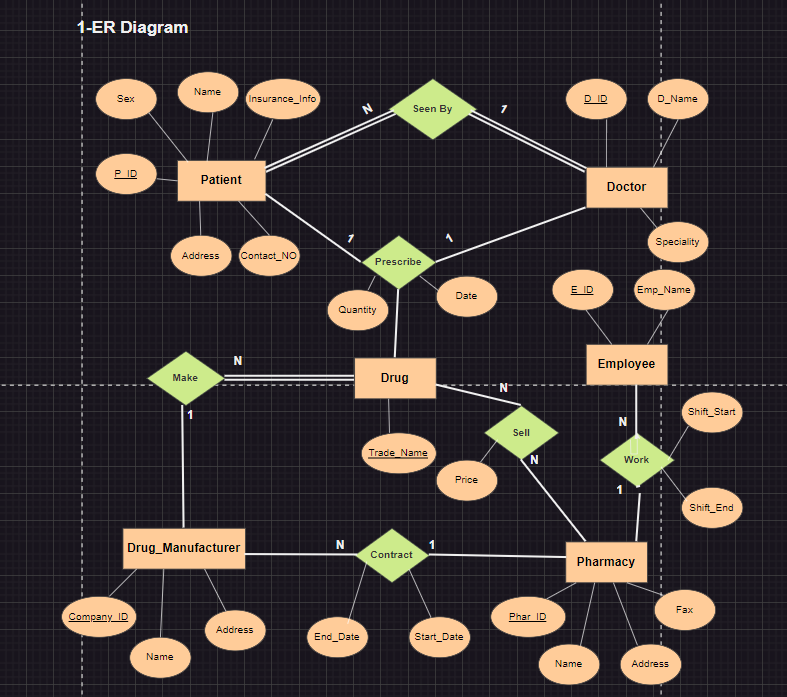 1-ER Diagram
Sex
Name
Insurance_Info
N
Seen By
1
D_ID
D_Name
P_ID
Patient
Doctor
Address
Contact_NO
1
1
Speciality
Prescribe
Quantity
Date
E_ID
Emp_Name
Make
N
Drug
Employee
1
N
Shift_Start
Sell
N
Trade_Name
Price
N
Work
1
Shift_End
Drug_Manufacturer
N
Contract
1
Pharmacy
Company_ID
Name
Address
End_Date
Start_Date
Phar_ID
Fax
Name
Address